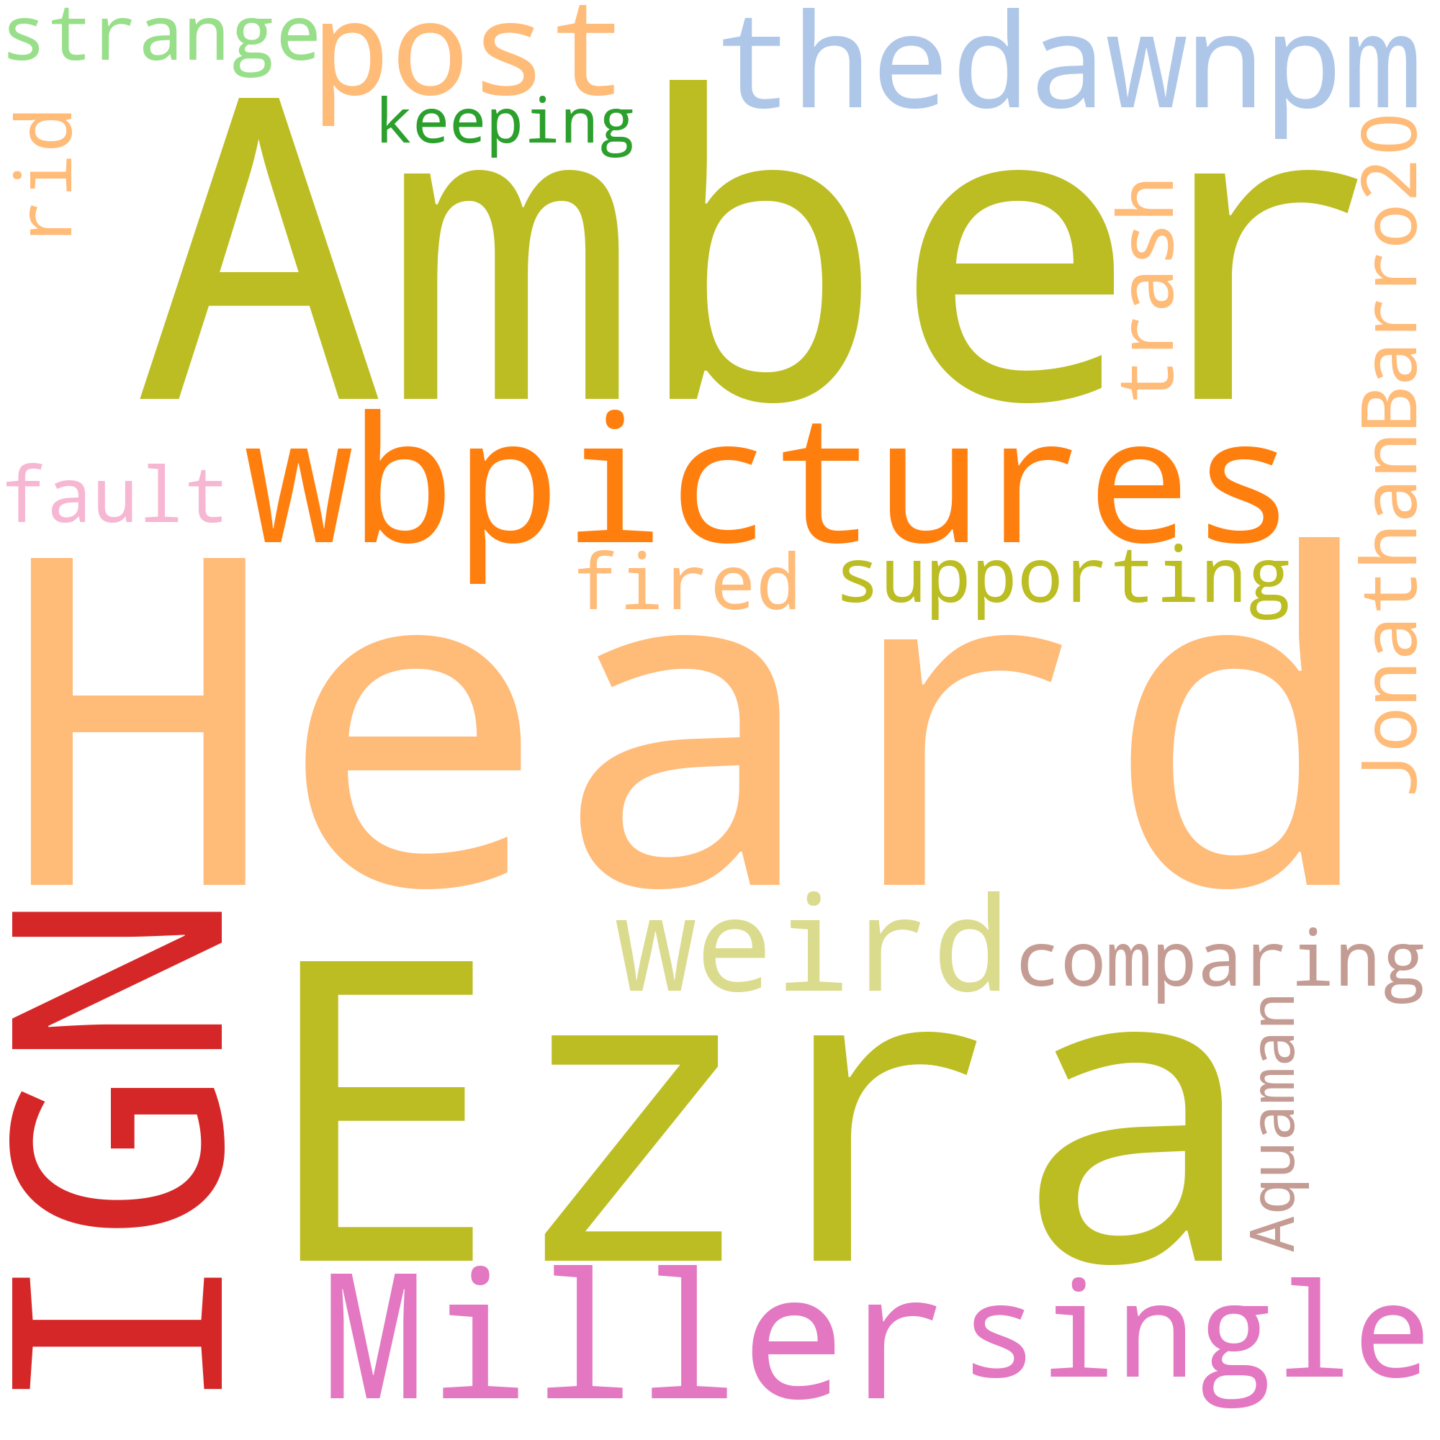 strange
post
thedawnpm
keeping
rid
Amber
trash
JonathanBarro20
wbpictures
fault
fired
supporting
Heard
IGN
weird
comparing
Ezra
Aquaman
Miller
single